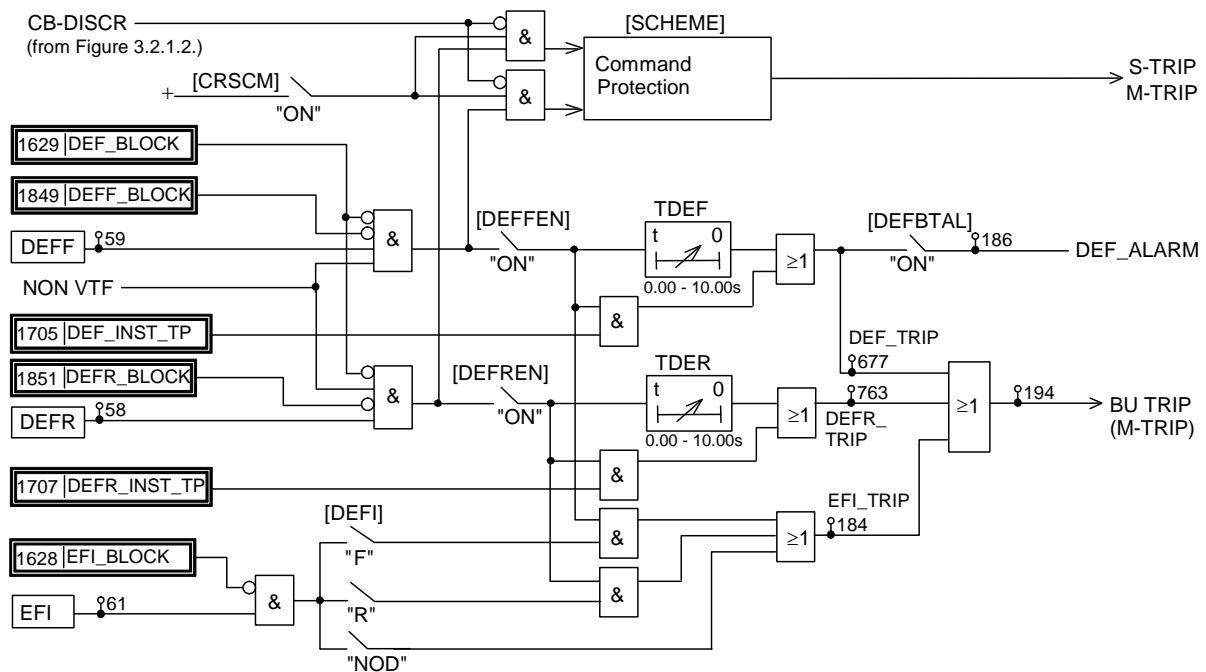 CB-DISCR
(from Figure 3.2.1.2.)
&
[SCHEME]
Command
Protection
S-TRIP
M-TRIP
+
[CRSCM]
"ON"
&
1629 DEF_BLOCK
1849 DEFF_BLOCK
DEFF
59
&
[DEFFEN]
"ON"
TDEF
t 0
0.00 - 10.00s
≥1
[DEFBTAL]
"ON"
186
DEF_ALARM
NON VTF
1705 DEF_INST_TP
&
DEF_TRIP
677
1851 DEFR_BLOCK
DEFR
58
&
[DEFREN]
"ON"
TDER
t 0
0.00 - 10.00s
≥1
763
DEFR_
TRIP
≥1
194
BU TRIP
(M-TRIP)
1707 DEFR_INST_TP
&
[DEFI]
"F"
&
≥1
EFI_TRIP
184
1628 EFI_BLOCK
EFI
61
&
"R"
&
"NOD"